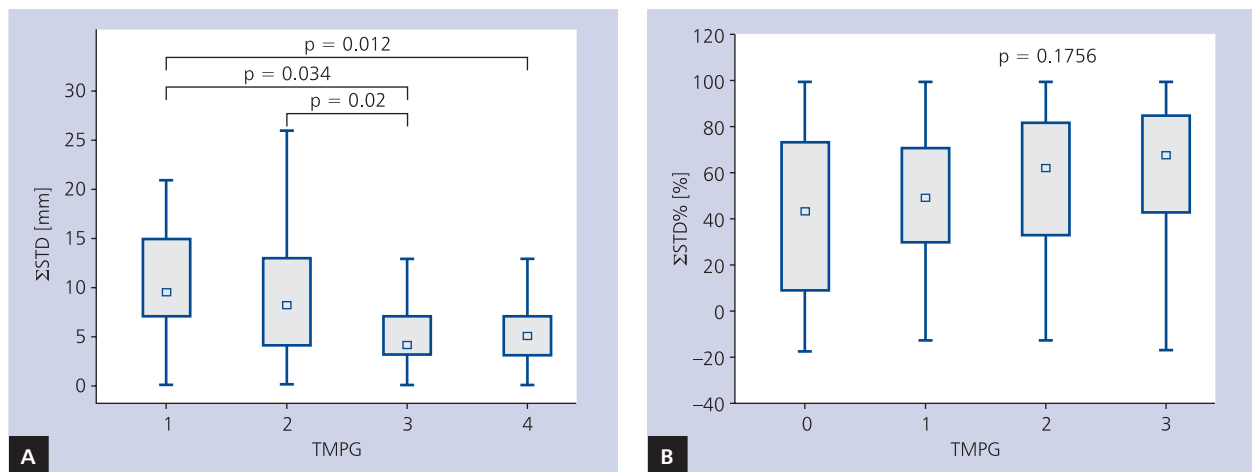 p = 0.012
p = 0.034
p = 0.02
30
25
20
15
10
5
0
ΣSTD [mm]
1 2 3 4
TMPG
A
120
100
80
60
40
20
0
–20
–40
p = 0.1756
ΣSTD% [%]
0 1 2 3
TMPG
B